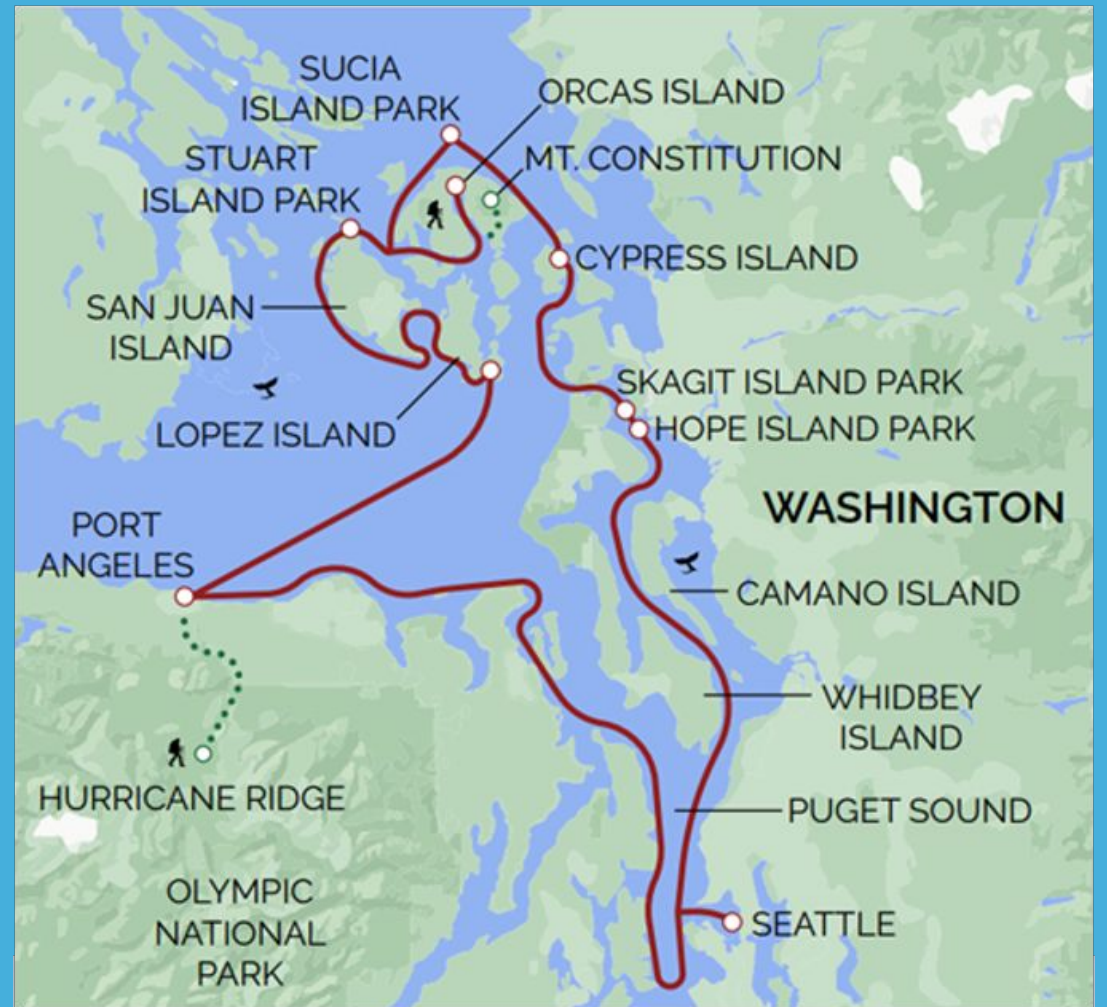 SUCIA
ISLAND PARK
ORCAS ISLAND
STUART
ISLAND PARK
MT. CONSTITUTION
CYPRESS ISLAND
SAN JUAN
ISLAND
SKAGIT ISLAND PARK
LOPEZ ISLAND
HOPE ISLAND PARK
WASHINGTON
PORT
ANGELES
CAMANO ISLAND
WHIDBEY
ISLAND
HURRICANE RIDGE
PUGET SOUND
OLYMPIC
NATIONAL
PARK
SEATTLE